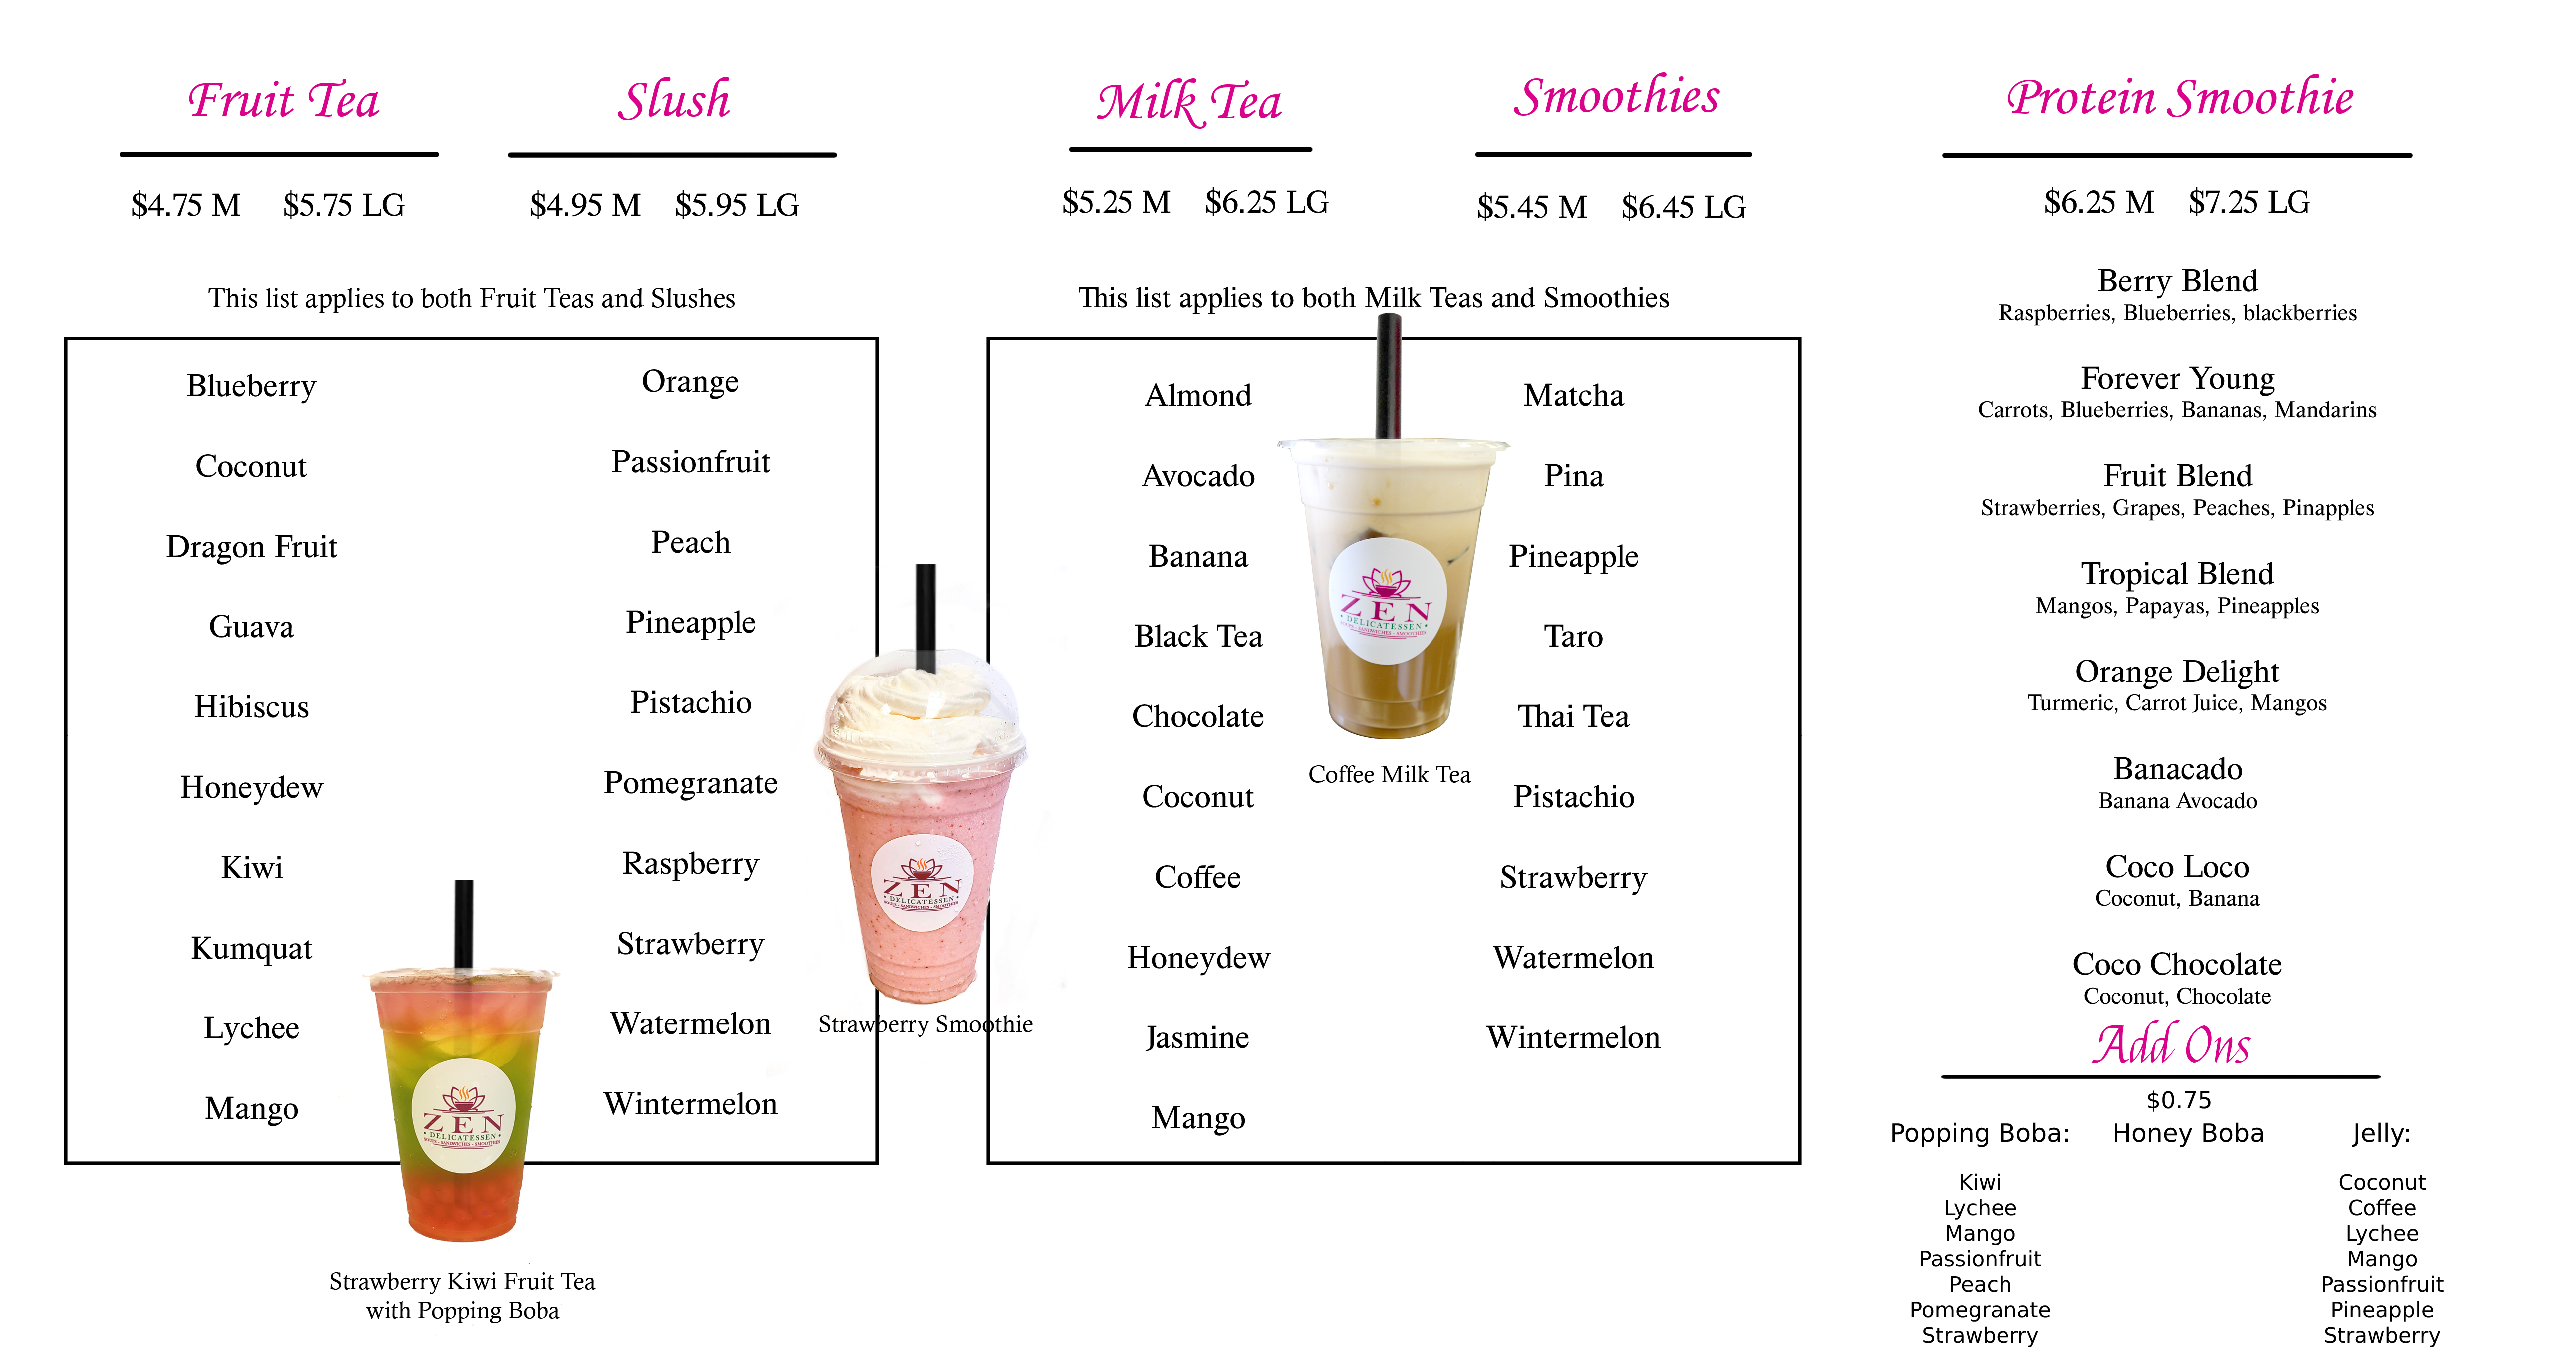 Fruit Tea
$4.75 M $5.75 LG
Slush
$4.95 M $5.95 LG
This list applies to both Fruit Teas and Slushes
Blueberry
Coconut
Dragon Fruit
Guava
Hibiscus
Honeydew
Kiwi
Kumquat
Lychee
Mango
Orange
Passionfruit
Peach
Pineapple
Pistachio
Pomegranate
Raspberry
Strawberry
Watermelon
Wintermelon
ZEN
DELICATESSEN
SOUPS - SANDWICHES - SMOOTHIES
Strawberry Kiwi Fruit Tea
with Popping Boba
ZEN
DELICATESSEN
SOUPS - SANDWICHES - SMOOTHIES
Strawberry Smoothie
Milk Tea
$5.25 M $6.25 LG
Smoothies
$5.45 M $6.45 LG
This list applies to both Milk Teas and Smoothies
Almond
Avocado
Banana
Black Tea
Chocolate
Coconut
Coffee
Honeydew
Jasmine
Mango
ZEN
DELICATESSEN
SOUPS - SANDWICHES - SMOOTHIES
Coffee Milk Tea
Matcha
Pina
Pineapple
Taro
Thai Tea
Pistachio
Strawberry
Watermelon
Wintermelon
Protein Smoothie
$6.25 M $7.25 LG
Berry Blend
Raspberries, Blueberries, blackberries
Forever Young
Carrots, Blueberries, Bananas, Mandarins
Fruit Blend
Strawberries, Grapes, Peaches, Pinapples
Tropical Blend
Mangos, Papayas, Pineapples
Orange Delight
Turmeric, Carrot Juice, Mangos
Banacado
Banana Avocado
Coco Loco
Coconut, Banana
Coco Chocolate
Coconut, Chocolate
Add Ons
$0.75
Popping Boba:
Kiwi
Lychee
Mango
Passionfruit
Peach
Pomegranate
Strawberry
Honey Boba
Jelly:
Coconut
Coffee
Lychee
Mango
Passionfruit
Pineapple
Strawberry